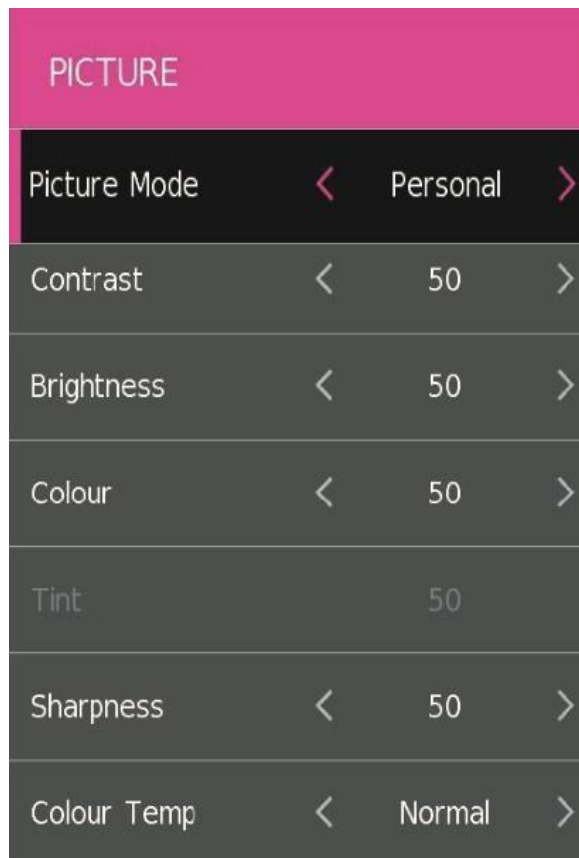 PICTURE
Picture Mode < Personal >
Contrast < 50 >
Brightness < 50 >
Colour < 50 >
Tint 50
Sharpness < 50 >
Colour Temp < Normal >